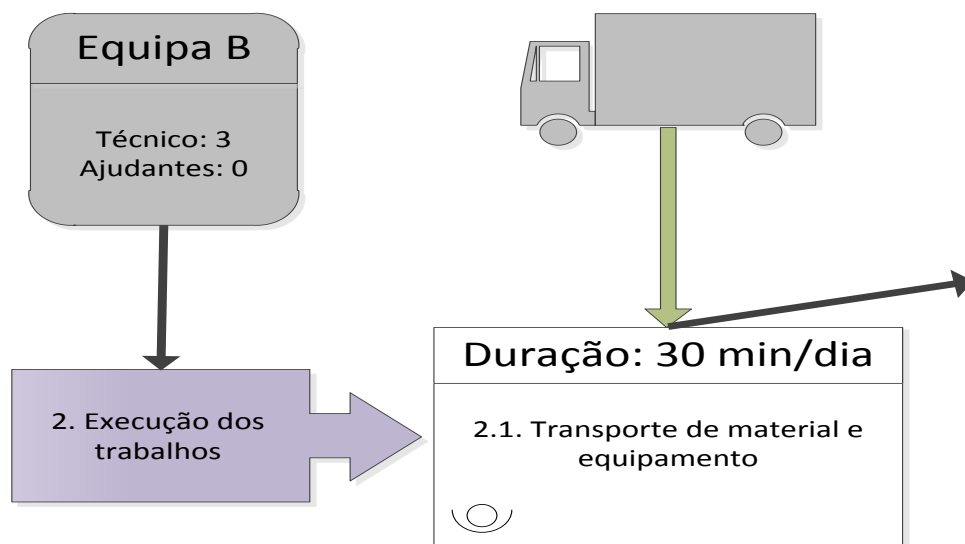 Equipa B
Técnico: 3
Ajudantes: 0
2. Execução dos
trabalhos
Duração: 30 min/dia
2.1. Transporte de material e
equipamento